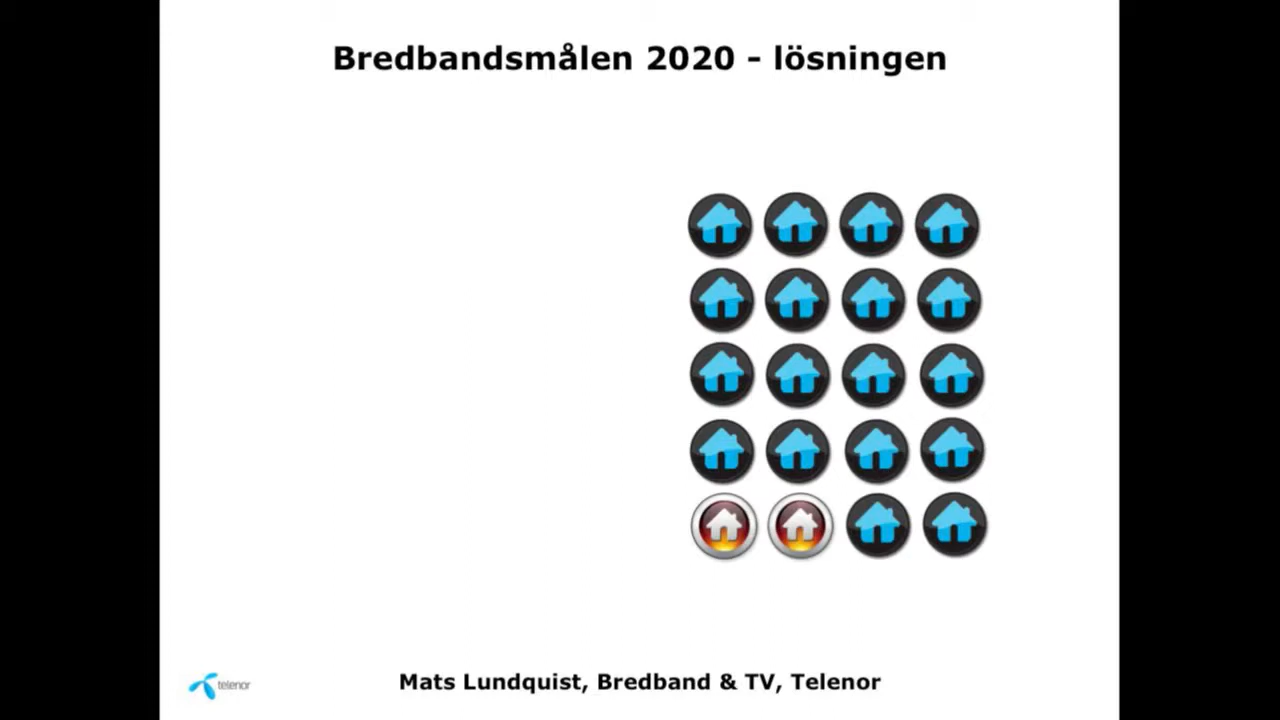 Bredbandsmålen 2020 - lösningen
telenor
Mats Lundquist, Bredband & TV, Telenor